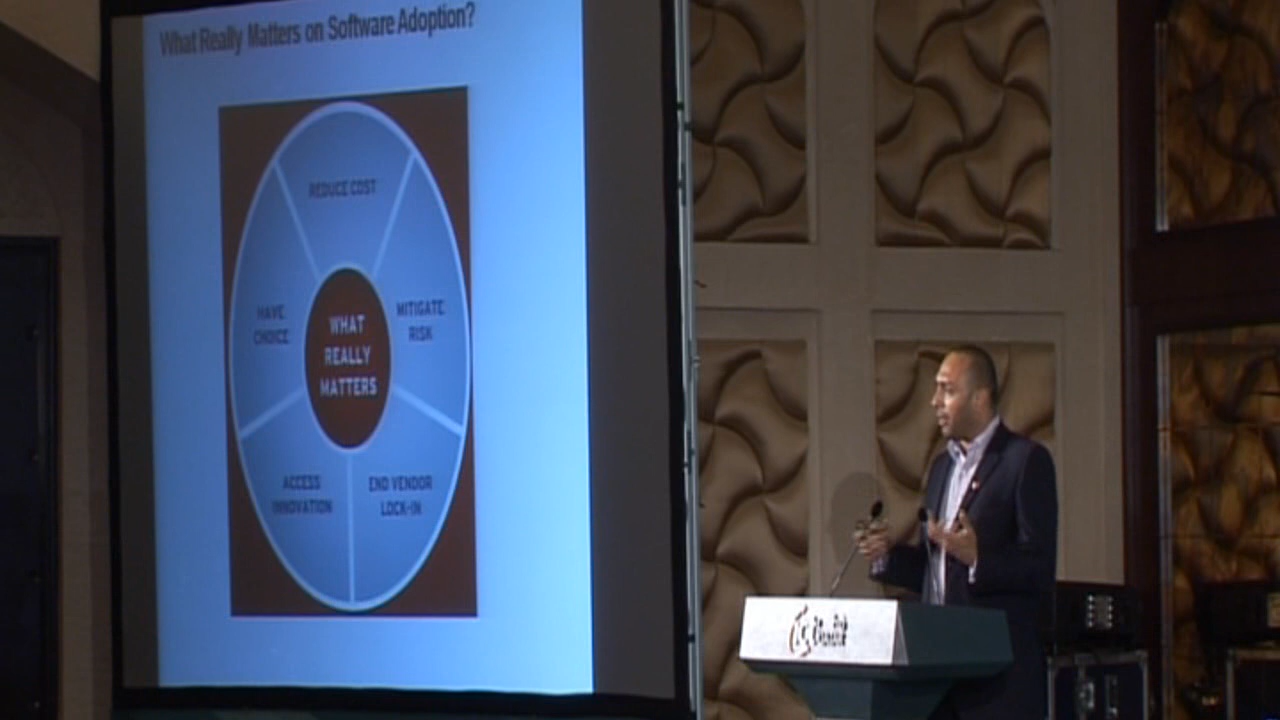 What Really Matters on Software Adoption?
REDUCE COST
HAVE
CHOICE
WHAT
REALLY
MATTERS
MITIGATE
RISK
ACCESS
INNOVATION
END VENDOR
LOCK-IN